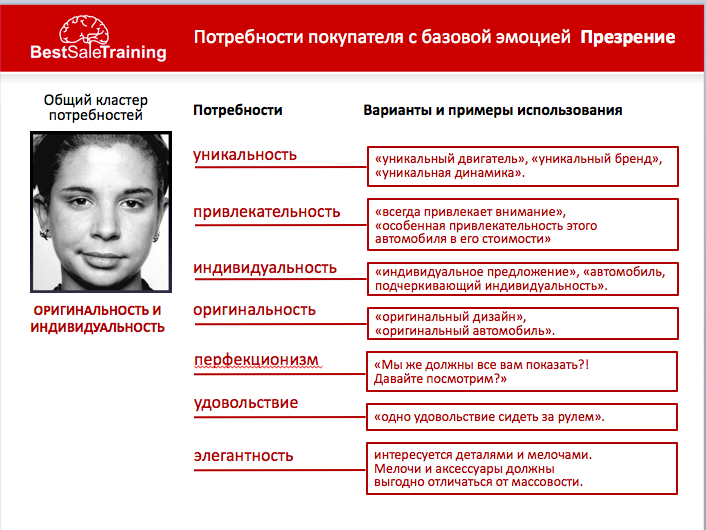 BestSaleTraining
Потребности покупателя с базовой эмоцией Презрение
Общий кластер
потребностей
ОРИГИНАЛЬНОСТЬ И
ИНДИВИДУАЛЬНОСТЬ
Потребности
Варианты и примеры использования
уникальность
«уникальный двигатель», «уникальный бренд»,
«уникальная динамика».
привлекательность
«всегда привлекает внимание»,
«особенная привлекательность этого
автомобиля в его стоимости»
индивидуальность
«индивидуальное предложение», «автомобиль,
подчеркивающий индивидуальность».
оригинальность
«оригинальный дизайн»,
«оригинальный автомобиль».
перфекционизм
«Мы же должны все вам показать?!
Давайте посмотрим?»
удовольствие
«одно удовольствие сидеть за рулем».
элегантность
интересуется деталями и мелочами.
Мелочи и аксессуары должны
выгодно отличаться от массовости.